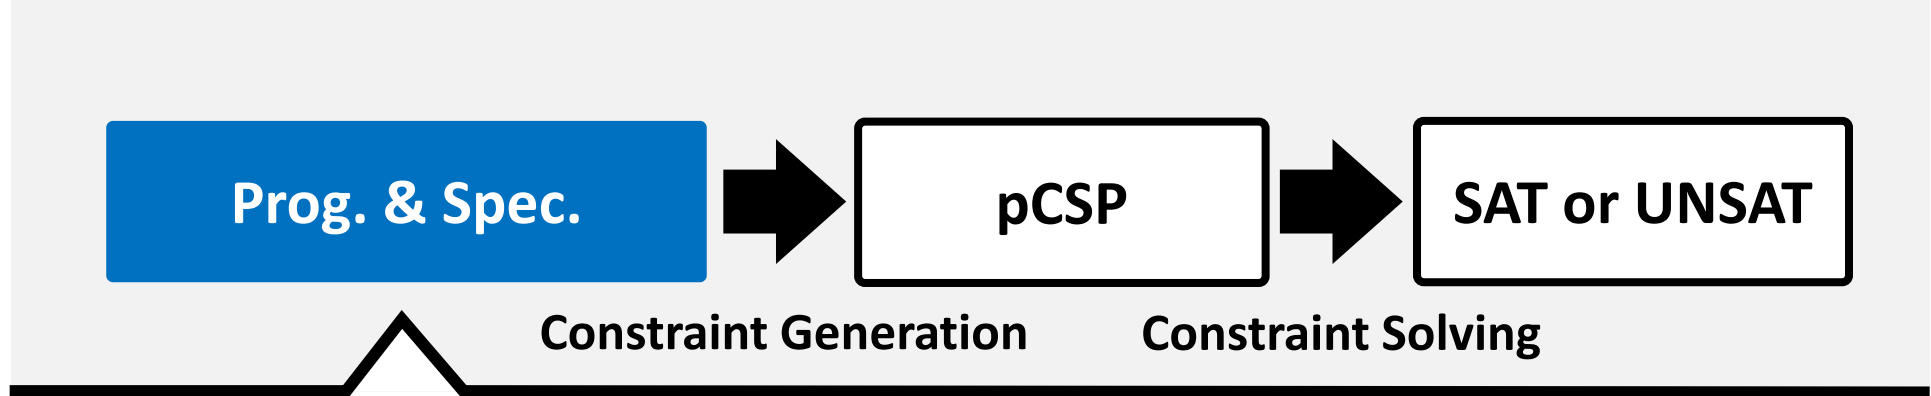 Prog. & Spec.
pCSP
SAT or UNSAT
Constraint Generation
Constraint Solving